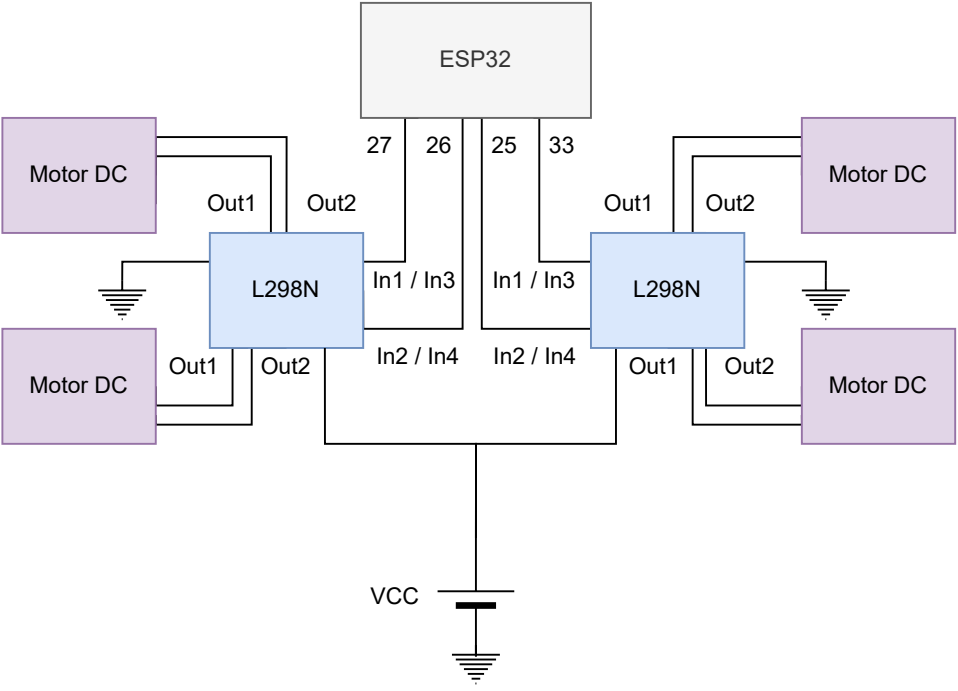 ESP32
27
26
25
33
Motor DC
Motor DC
Out1
Out2
Out1
Out2
L298N
In1 / In3
In1 / In3
L298N
In2 / In4
In2 / In4
Out1
Out2
Out1
Out2
Motor DC
Motor DC
VCC